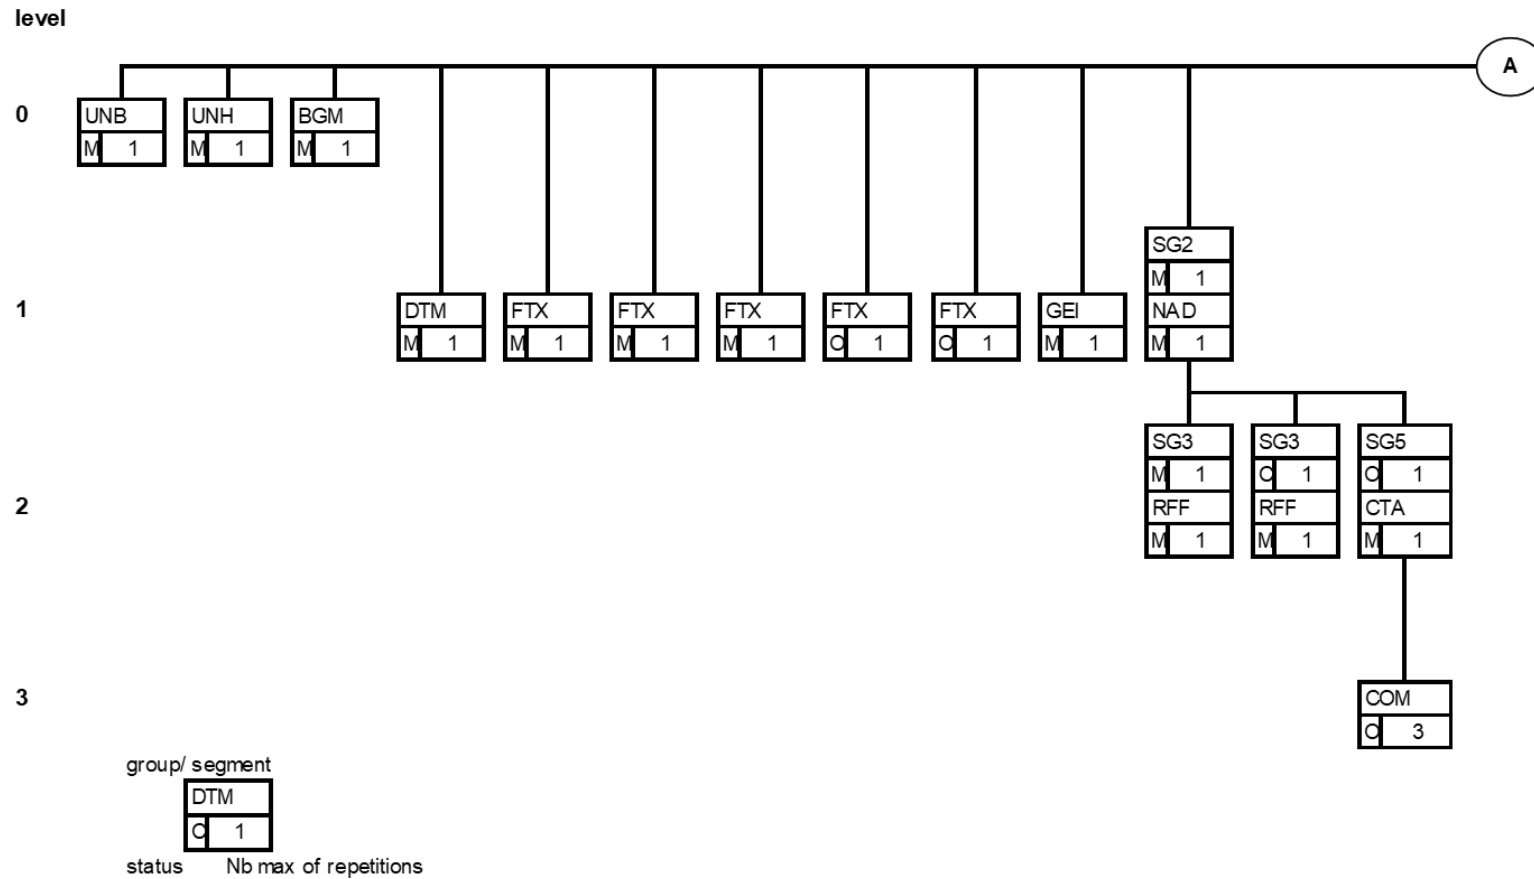 level
A
0
UNB UNH BGM
M 1 M 1 M 1
SG2
M 1
1
DTM FTX FTX FTX FTX FTX GEI NAD
M 1 M 1 M 1 M 1 O 1 O 1 M 1 M 1
SG3 SG3 SG5
M 1 O 1 O 1
2
RFF RFF CTA
M 1 M 1 M 1
3
COM
O 3
group/ segment
DTM
O 1
status Nb max of repetitions